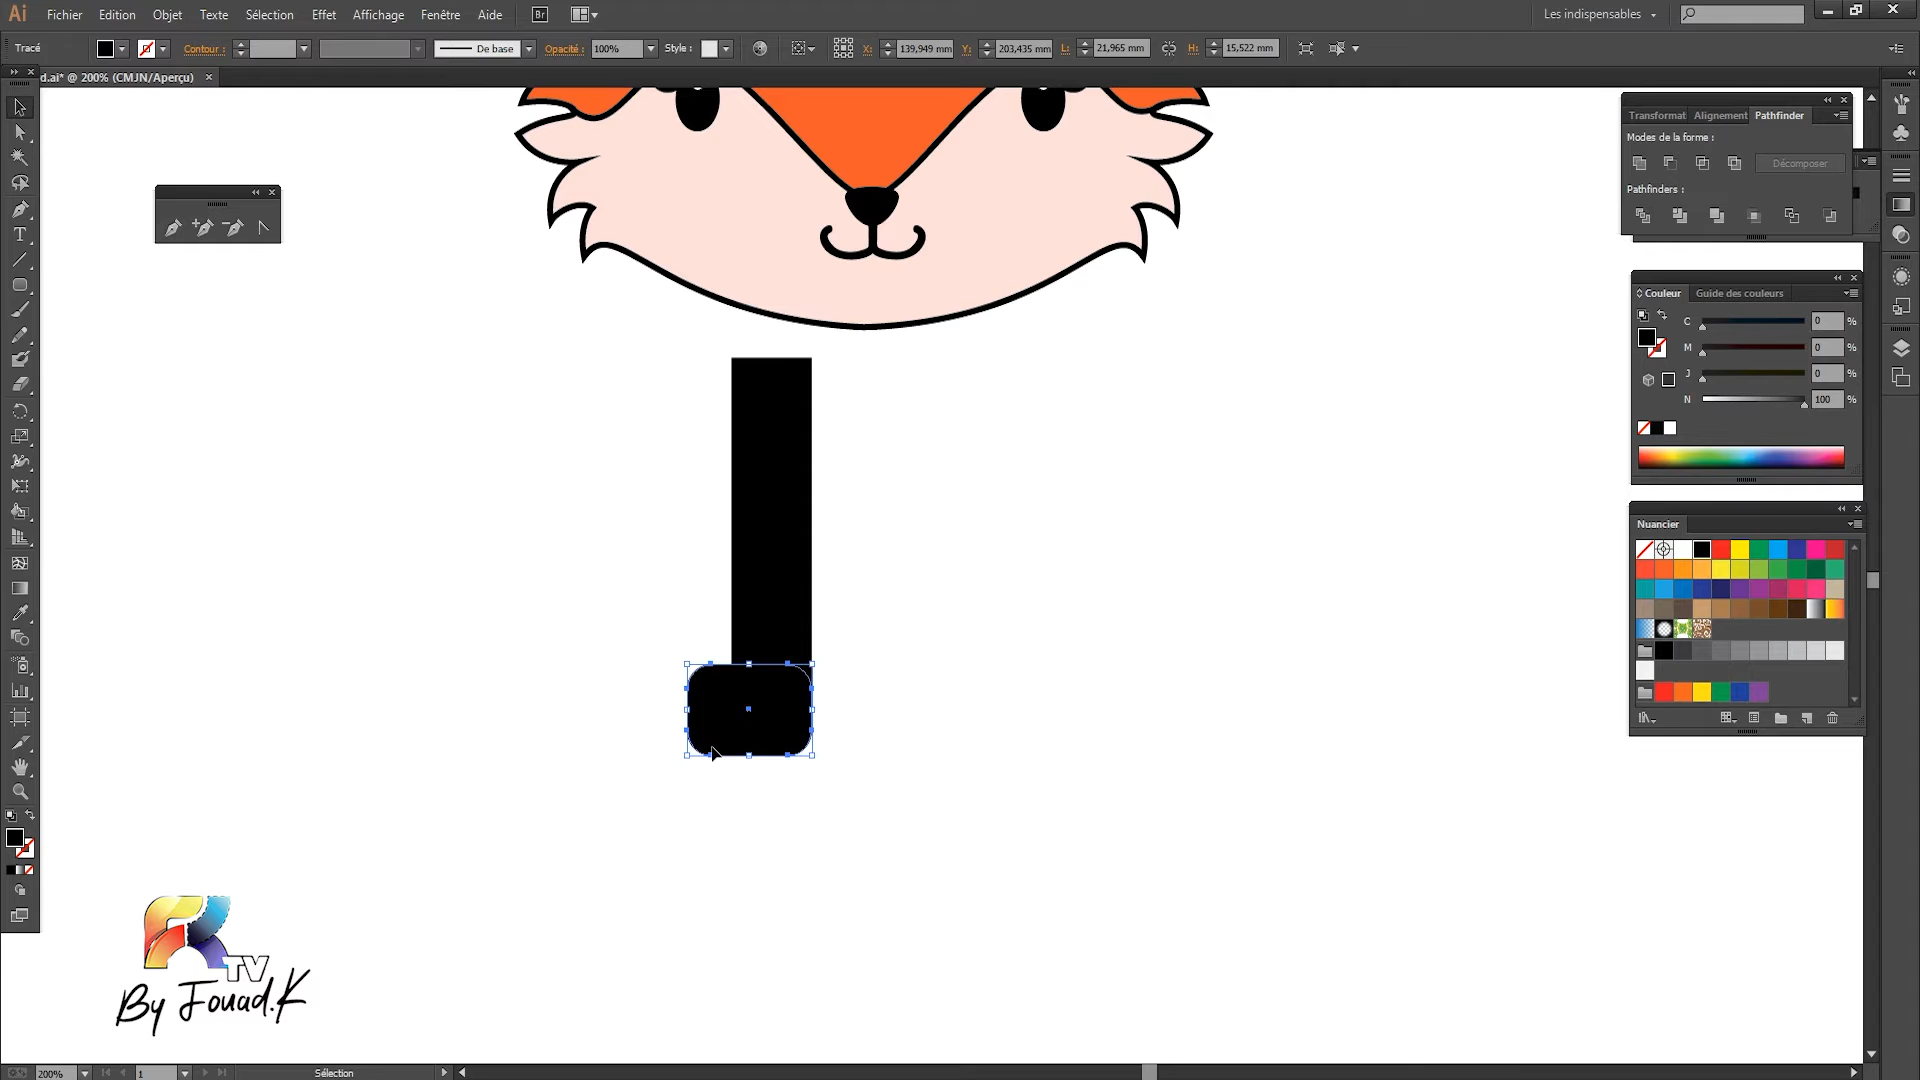 Ai Fichier Edition Objet Texte Sélection Effet Affichage Fenêtre Aide Br Les indispensables
Tracé Contour : De base Opacité : 100% Style : X: 139,949 mm Y: 203,435 mm L: 21,965 mm H: 15,522 mm
d.ai* @ 200% (CMJN/Aperçu) ×
Transformat Alignement Pathfinder
Modes de la forme :
Décomposer
Pathfinders :
Couleur Guide des couleurs
C 0 %
M 0 %
J 0 %
N 100 %
Nuancier
TV
By Fouad.K
200% 1 Sélection